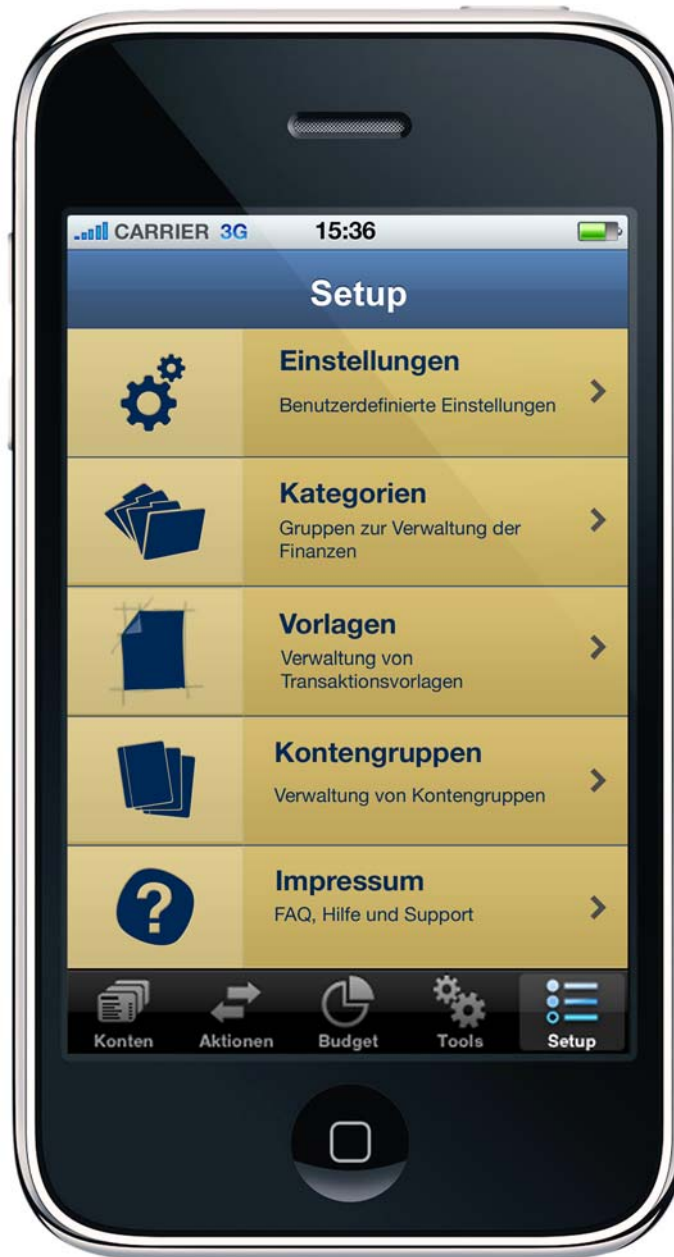 CARRIER 3G 15:36
Setup
Einstellungen
Benutzerdefinierte Einstellungen
Kategorien
Gruppen zur Verwaltung der
Finanzen
Vorlagen
Verwaltung von
Transaktionsvorlagen
Kontengruppen
Verwaltung von Kontengruppen
?
Impressum
FAQ, Hilfe und Support
Konten Aktionen Budget Tools Setup